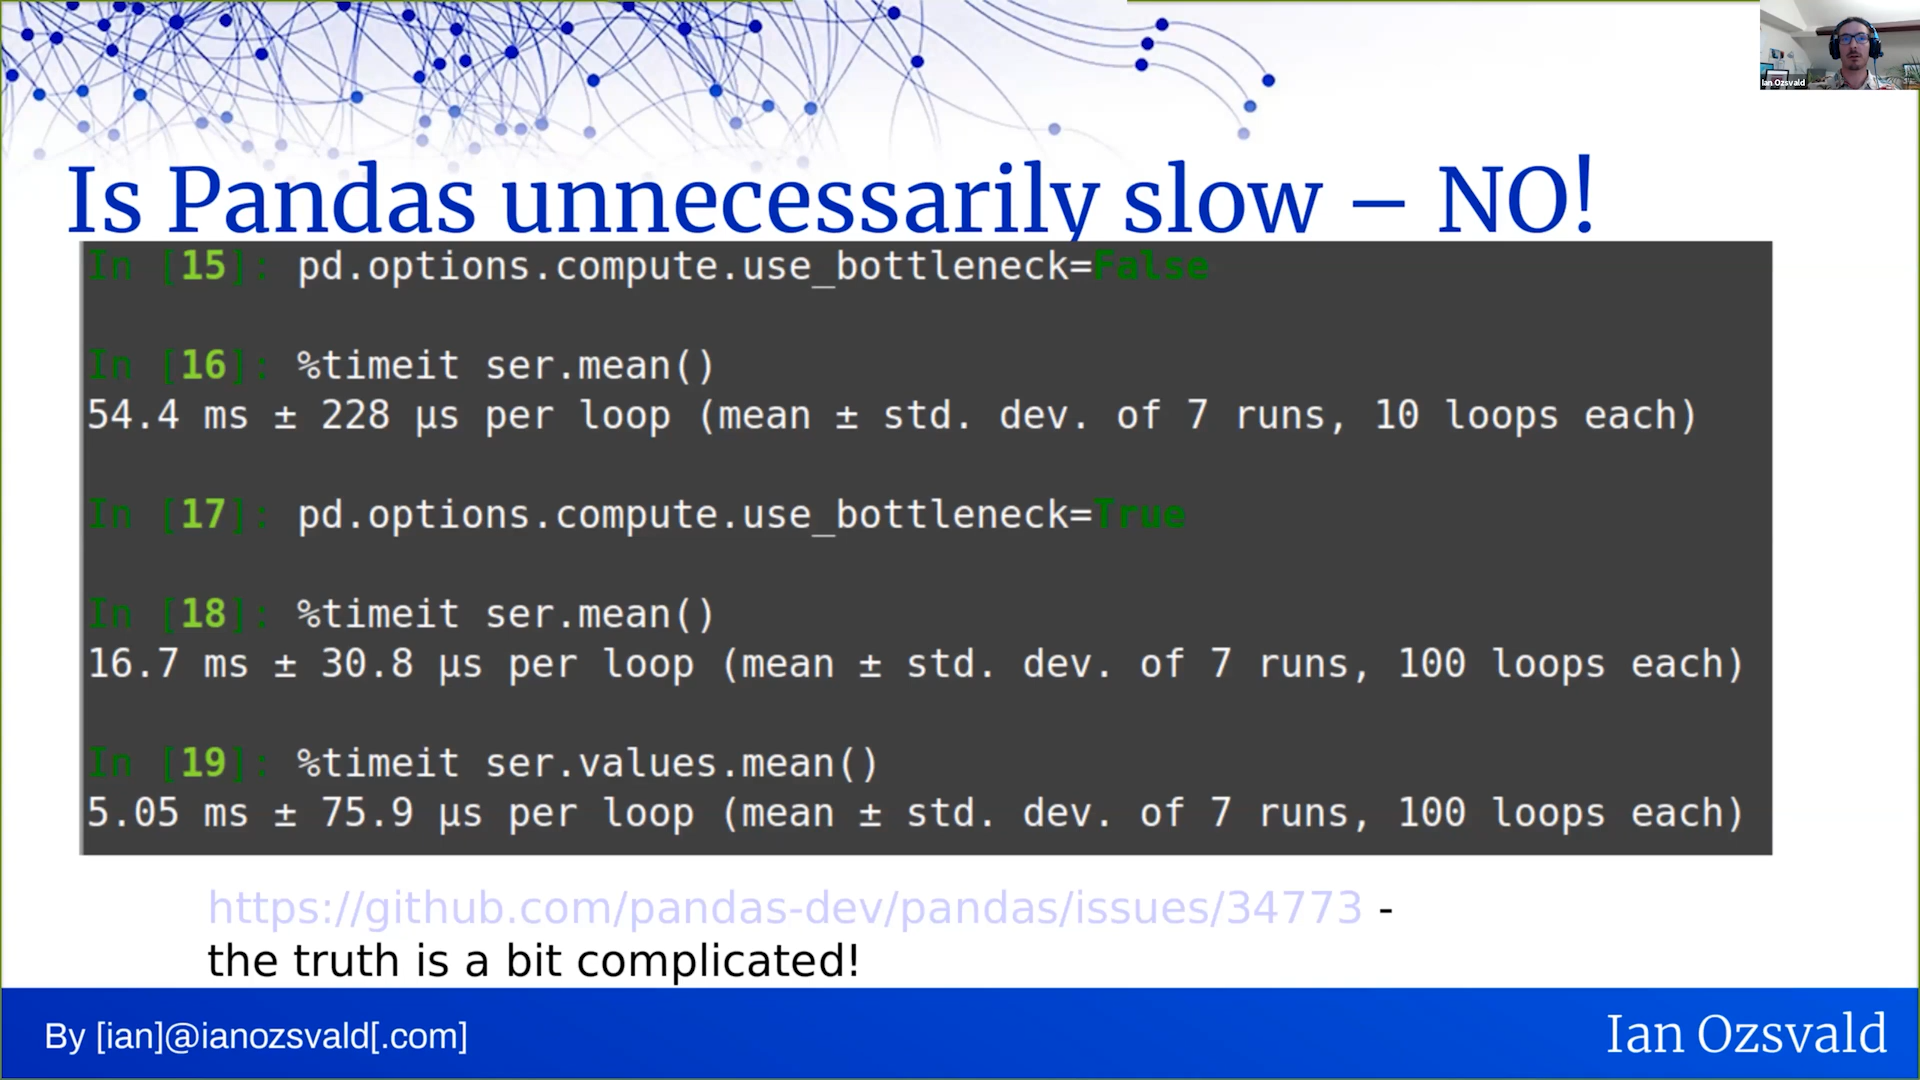 Ian Ozsvald
Is Pandas unnecessarily slow – NO!
In [15]: pd.options.compute.use_bottleneck=False
In [16]: %timeit ser.mean()
54.4 ms ± 228 µs per loop (mean ± std. dev. of 7 runs, 10 loops each)
In [17]: pd.options.compute.use_bottleneck=True
In [18]: %timeit ser.mean()
16.7 ms ± 30.8 µs per loop (mean ± std. dev. of 7 runs, 100 loops each)
In [19]: %timeit ser.values.mean()
5.05 ms ± 75.9 µs per loop (mean ± std. dev. of 7 runs, 100 loops each)
https://github.com/pandas-dev/pandas/issues/34773 -
the truth is a bit complicated!
By [ian]@ianozsvald[.com]
Ian Ozsvald